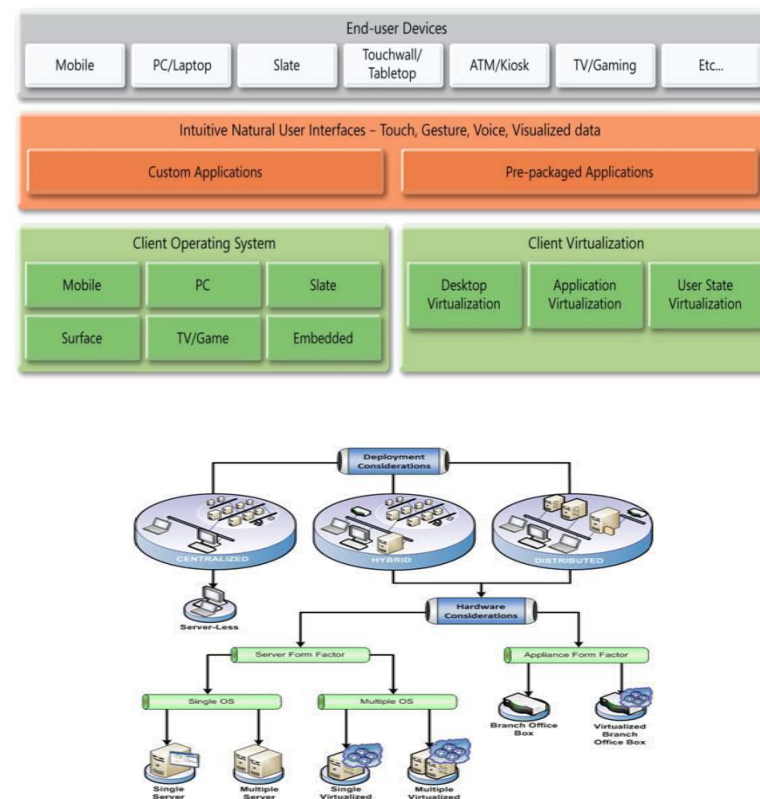 End-user Devices
Mobile
PC/Laptop
Slate
Touchwall/
Tabletop
ATM/Kiosk
TV/Gaming
Etc...
Intuitive Natural User Interfaces – Touch, Gesture, Voice, Visualized data
Custom Applications
Pre-packaged Applications
Client Operating System
Mobile
PC
Slate
Surface
TV/Game
Embedded
Client Virtualization
Desktop
Virtualization
Application
Virtualization
User State
Virtualization
Deployment
Considerations
CENTRALIZED
HYBRID
DISTRIBUTED
Server-Less
Hardware
Considerations
Server Form Factor
Appliance Form Factor
Single OS
Multiple OS
Branch Office
Box
Virtualized
Branch
Office Box
Single
Server
Multiple
Server
Single
Virtualized
Multiple
Virtualized